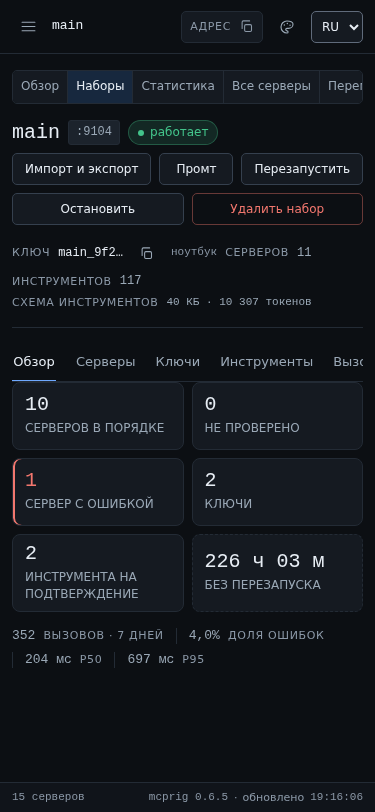 main АДРЕС RU
Обзор Наборы Статистика Все серверы
main :9104 работает
Импорт и экспорт Промт Перезапустить
Остановить Удалить набор
КЛЮЧ main_9f2… ноутбук СЕРВЕРОВ 11
ИНСТРУМЕНТОВ 117
СХЕМА ИНСТРУМЕНТОВ 40 КБ · 10 307 токенов
Обзор Серверы Ключи Инструменты
10
СЕРВЕРОВ В ПОРЯДКЕ
0
НЕ ПРОВЕРЕНО
1
СЕРВЕР С ОШИБКОЙ
2
КЛЮЧИ
2
ИНСТРУМЕНТА НА
ПОДТВЕРЖДЕНИЕ
226 ч 03 м
БЕЗ ПЕРЕЗАПУСКА
352 ВЫЗОВОВ · 7 ДНЕЙ 4,0% ДОЛЯ ОШИБОК
204 мс P50 697 мс P95
15 серверов mcprig 0.6.5 · обновлено 19:16:06